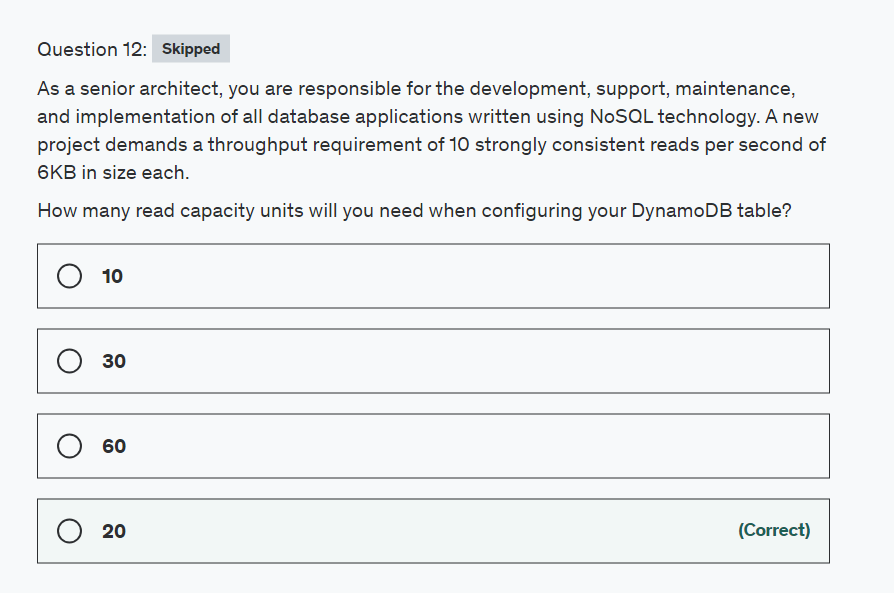 Question 12: Skipped
As a senior architect, you are responsible for the development, support, maintenance,
and implementation of all database applications written using NoSQL technology. A new
project demands a throughput requirement of 10 strongly consistent reads per second of
6KB in size each.
How many read capacity units will you need when configuring your DynamoDB table?
10
30
60
20 (Correct)